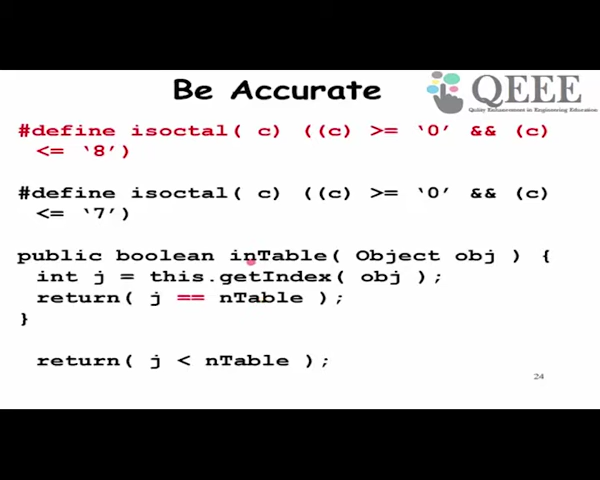 Be Accurate
QEEE
Quality Enhancement in Engineering Education
#define isoctal( c) ((c) >= ‘0’ && (c)
<= ‘8’)
#define isoctal( c) ((c) >= ‘0’ && (c)
<= ‘7’)
public boolean inTable( Object obj ) {
int j = this.getIndex( obj );
return( j == nTable );
}
return( j < nTable );
24